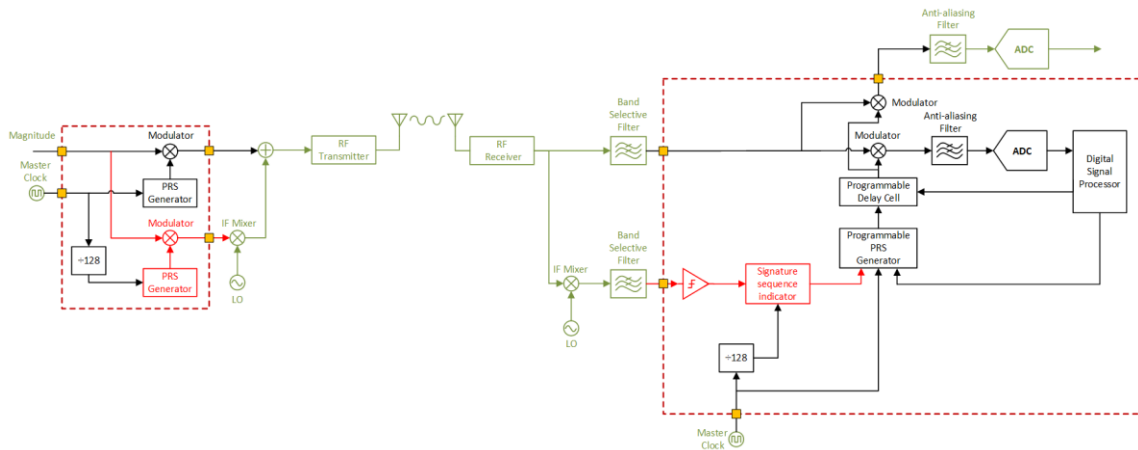 Magnitude
Master
Clock
Modulator
PRS
Generator
Modulator
÷128
PRS
Generator
IF Mixer
LO
RF
Transmitter
RF
Receiver
Band
Selective
Filter
IF Mixer
LO
Band
Selective
Filter
Anti-aliasing
Filter
ADC
Modulator
Modulator
Anti-aliasing
Filter
ADC
Digital
Signal
Processor
Programmable
Delay Cell
Programmable
PRS
Generator
Signature
sequence
indicator
÷128
Master
Clock